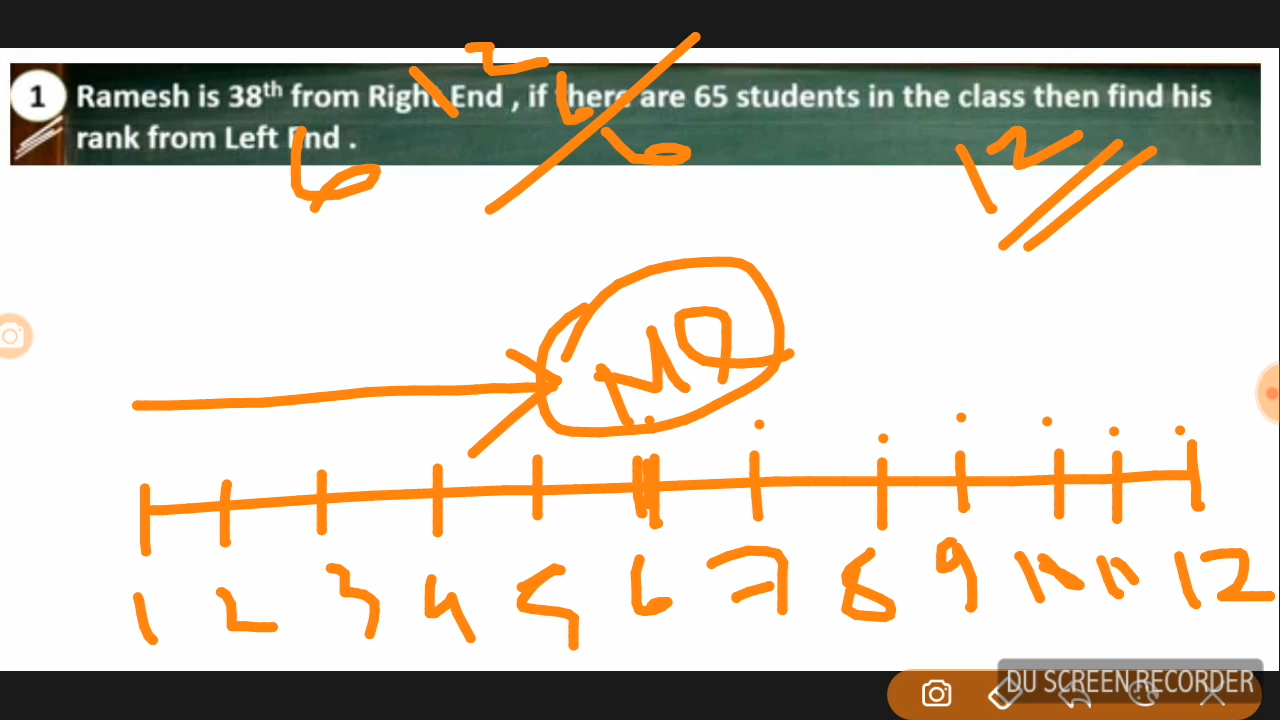 1 Ramesh is 38th from Right End , if there are 65 students in the class then find his
rank from Left End .
12
6
6
6
12
1 2 3 4 5 6 7 8 9 10 11 12
DU SCREEN RECORDER